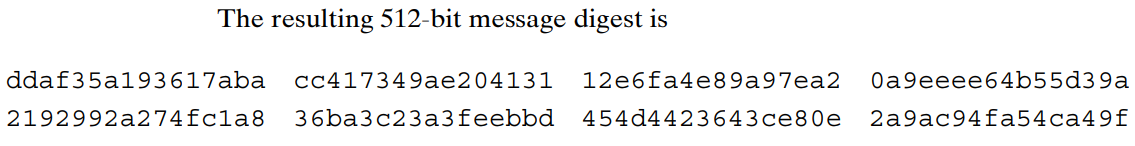 The resulting 512-bit message digest is
ddaf35a193617aba cc417349ae204131 12e6fa4e89a97ea2 0a9eeee64b55d39a
2192992a274fc1a8 36ba3c23a3feebbd 454d4423643ce80e 2a9ac94fa54ca49f